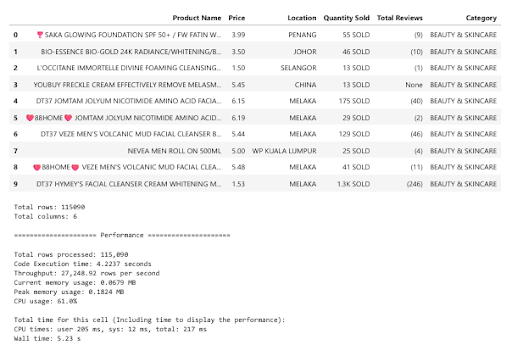 Product Name Price Location Quantity Sold Total Reviews Category
0 SAKA GLOWING FOUNDATION SPF 50+ / FW FATIN W... 3.99 PENANG 55 SOLD (9) BEAUTY & SKINCARE
1 BIO-ESSENCE BIO-GOLD 24K RADIANCE/WHITENING/B... 3.50 JOHOR 46 SOLD (10) BEAUTY & SKINCARE
2 L'OCCITANE IMMORTELLE DIVINE FOAMING CLEANSING... 1.50 SELANGOR 13 SOLD (1) BEAUTY & SKINCARE
3 YOUBUY FRECKLE CREAM EFFECTIVELY REMOVE MELASM... 5.45 CHINA 13 SOLD None BEAUTY & SKINCARE
4 DT37 JOMTAM JOLYUM NICOTIMIDE AMINO ACID FACIA... 6.15 MELAKA 175 SOLD (40) BEAUTY & SKINCARE
5 ❤88HOME❤ JOMTAM JOLYUM NICOTIMIDE AMINO ACID... 6.19 MELAKA 29 SOLD (2) BEAUTY & SKINCARE
6 DT37 VEZE MEN'S VOLCANIC MUD FACIAL CLEANSER 8... 5.44 MELAKA 129 SOLD (46) BEAUTY & SKINCARE
7 NEVEA MEN ROLL ON 500ML 5.00 WP KUALA LUMPUR 25 SOLD (4) BEAUTY & SKINCARE
8 ❤88HOME❤ VEZE MEN'S VOLCANIC MUD FACIAL CLEA... 5.48 MELAKA 41 SOLD (11) BEAUTY & SKINCARE
9 DT37 HYMEY'S FACIAL CLEANSER CREAM WHITENING M... 1.53 MELAKA 1.3K SOLD (246) BEAUTY & SKINCARE
Total rows: 115090
Total columns: 6
===================== Performance =====================
Total rows processed: 115,090
Code Execution time: 4.2237 seconds
Throughput: 27,248.92 rows per second
Current memory usage: 0.0679 MB
Peak memory usage: 0.1824 MB
CPU usage: 61.0%
Total time for this cell (Including time to display the performance):
CPU times: user 205 ms, sys: 12 ms, total: 217 ms
Wall time: 5.23 s